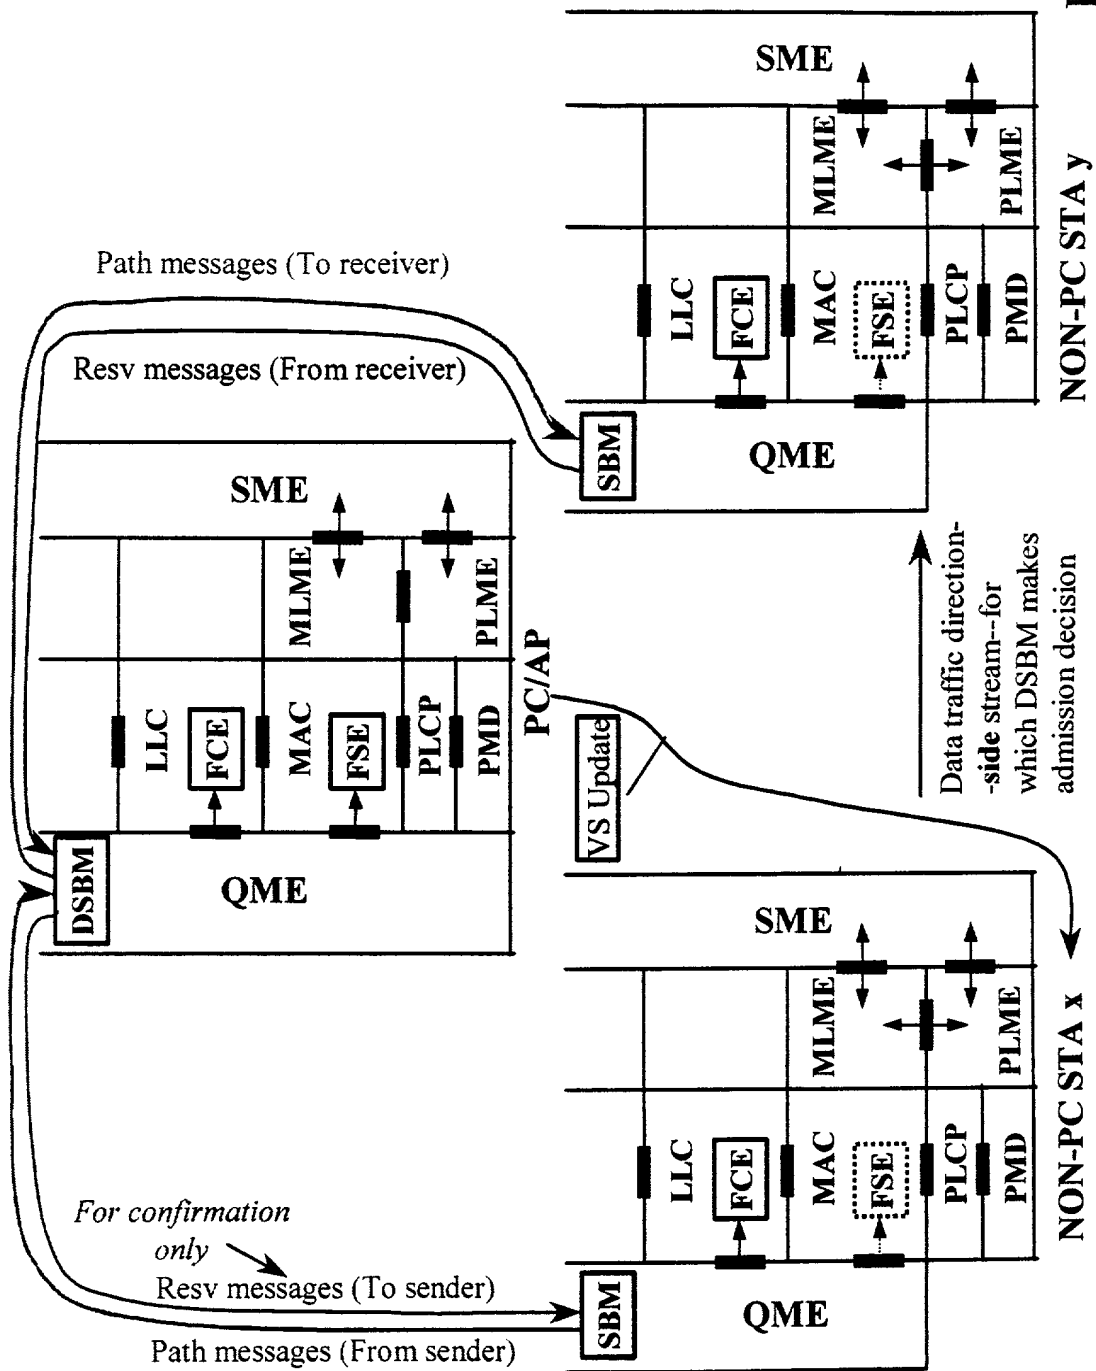 SME
MLME
PLME
LLC
FCE
MAC
FSE
PLCP
PMD
SBM
QME
NON-PC STA y
Path messages (To receiver)
Resv messages (From receiver)
SME
MLME
PLME
LLC
FCE
MAC
FSE
PLCP
PMD
DSBM
QME
PC/AP
VS Update
Data traffic direction-
-side stream--for
which DSBM makes
admission decision
SME
MLME
PLME
LLC
FCE
MAC
FSE
PLCP
PMD
SBM
QME
NON-PC STA x
For confirmation
only
Resv messages (To sender)
Path messages (From sender)